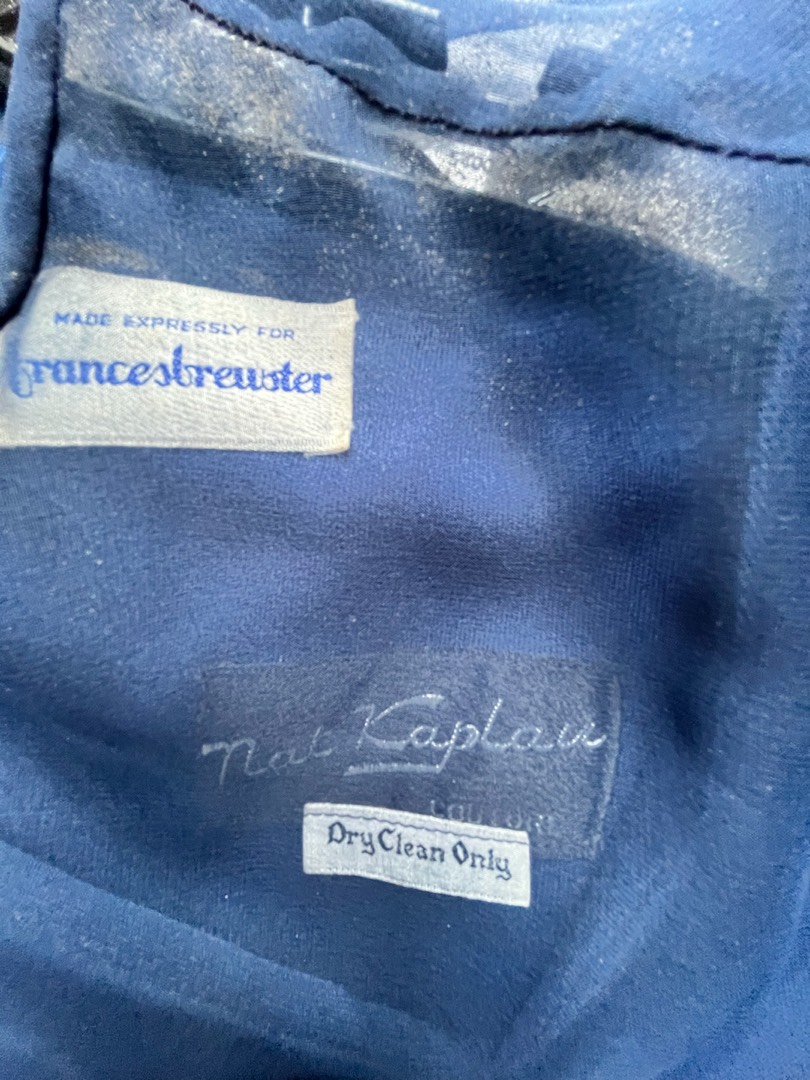 MADE EXPRESSLY FOR
francesbrewster
Nat Kaplan
Dry Clean Only